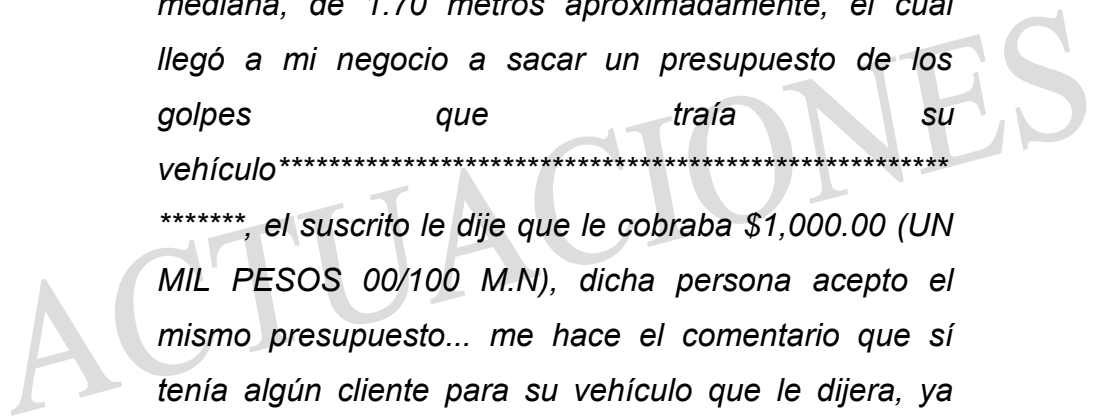 mediana, de 1.70 metros aproximadamente, el cual
llegó a mi negocio a sacar un presupuesto de los
golpes que traía su
vehículo******************************************************
*******, el suscrito le dije que le cobraba $1,000.00 (UN
MIL PESOS 00/100 M.N), dicha persona acepto el
mismo presupuesto... me hace el comentario que sí
tenía algún cliente para su vehículo que le dijera, ya
ACTUACIONES